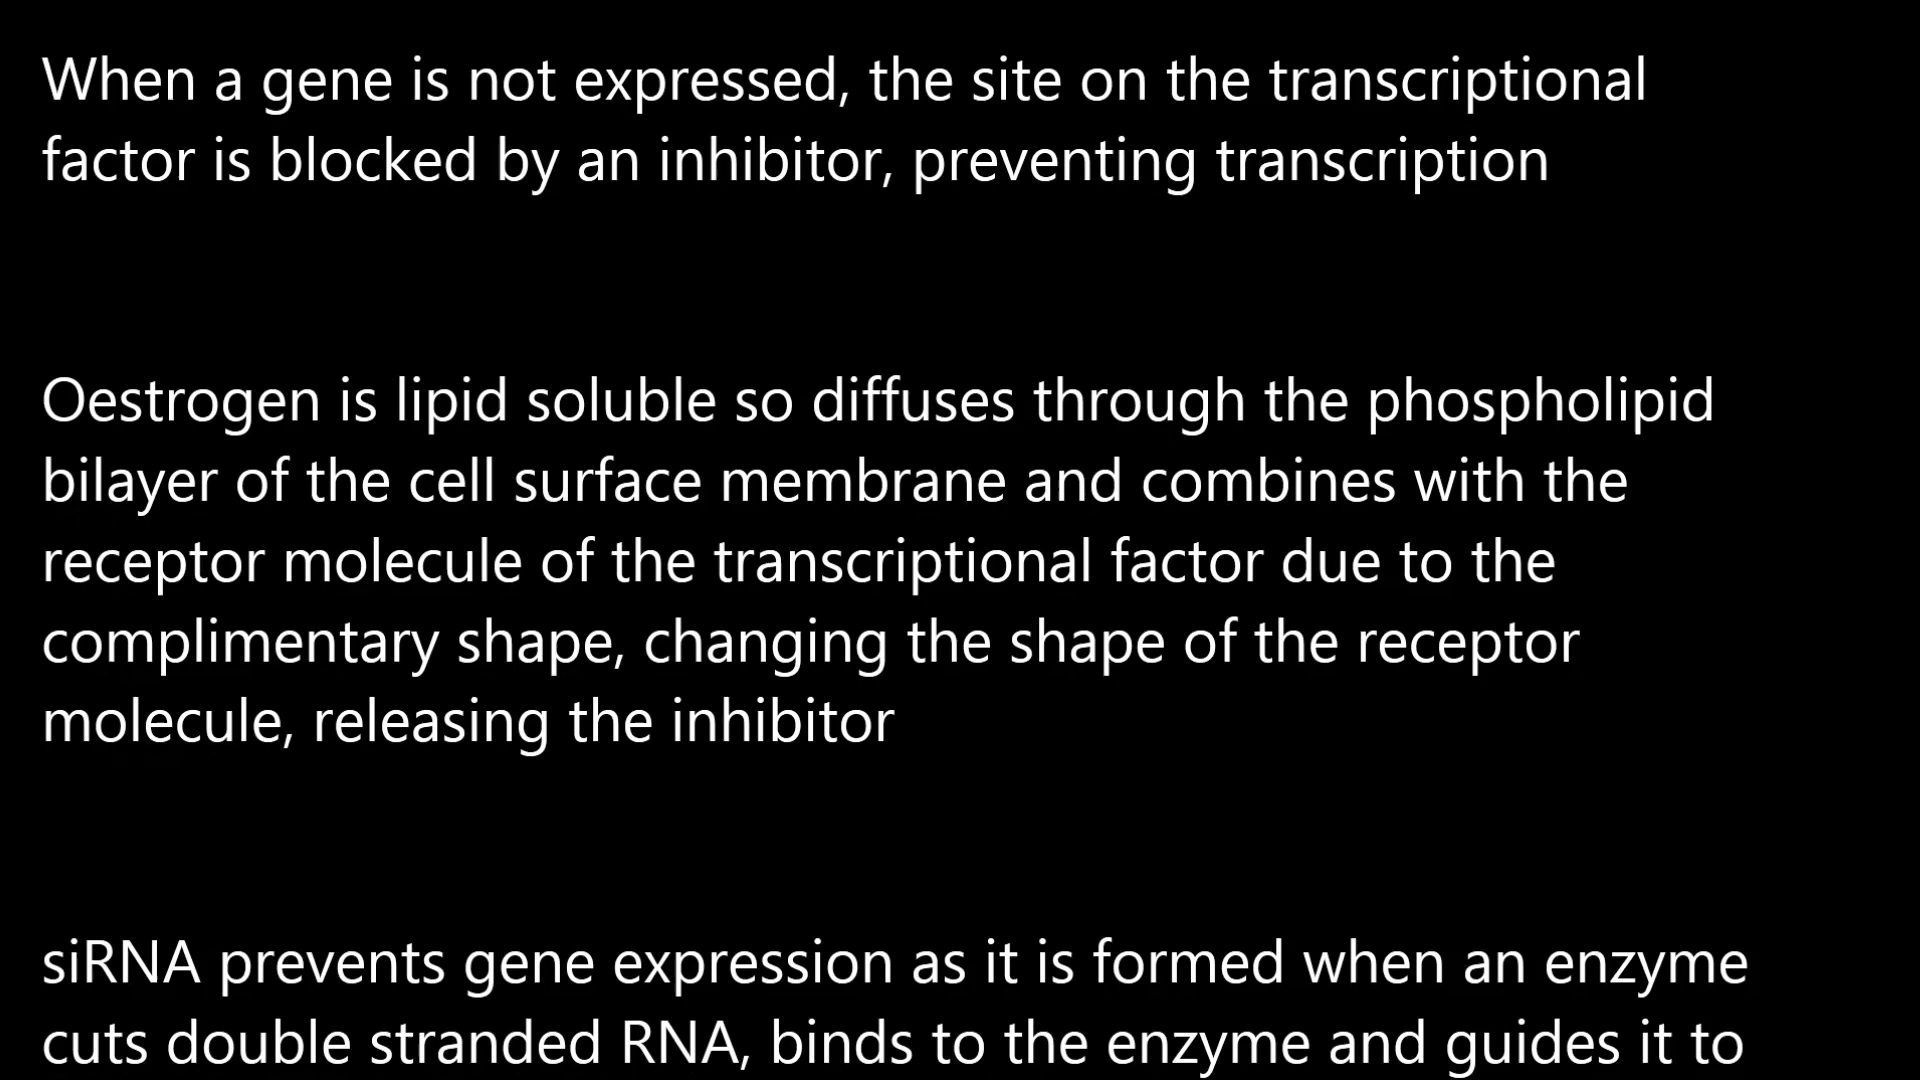 When a gene is not expressed, the site on the transcriptional
factor is blocked by an inhibitor, preventing transcription
Oestrogen is lipid soluble so diffuses through the phospholipid
bilayer of the cell surface membrane and combines with the
receptor molecule of the transcriptional factor due to the
complimentary shape, changing the shape of the receptor
molecule, releasing the inhibitor
siRNA prevents gene expression as it is formed when an enzyme
cuts double stranded RNA, binds to the enzyme and guides it to